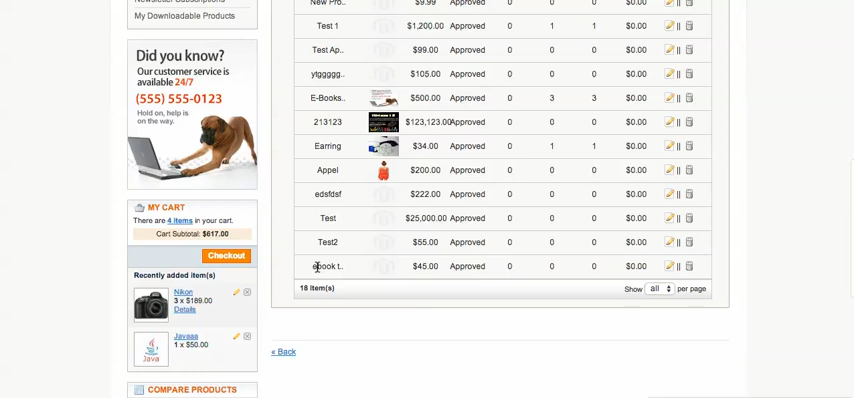 Newsletter Subscriptions
My Downloadable Products
Did you know?
Our customer service is
available 24/7
(555) 555-0123
Hold on, help is
on the way.
MY CART
There are 4 items in your cart.
Cart Subtotal: $617.00
Checkout
Recently added item(s)
Nikon
3 x $189.00
Details
Javaaa
1 x $50.00
Java
COMPARE PRODUCTS
New Pro.. $9.99 Approved 0 0 0 $0.00 ||
Test 1 $1,200.00 Approved 0 1 1 $0.00 ||
Test Ap.. $99.00 Approved 0 0 0 $0.00 ||
ytggggg.. $105.00 Approved 0 0 0 $0.00 ||
E-Books.. $500.00 Approved 0 3 3 $0.00 ||
213123 $123,123.00 Approved 0 0 0 $0.00 ||
Earring $34.00 Approved 0 1 1 $0.00 ||
Appel $200.00 Approved 0 0 0 $0.00 ||
edsfdsf $222.00 Approved 0 0 0 $0.00 ||
Test $25,000.00 Approved 0 0 0 $0.00 ||
Test2 $55.00 Approved 0 0 0 $0.00 ||
ebook t.. $45.00 Approved 0 0 0 $0.00 ||
18 Item(s)
Show all per page
« Back